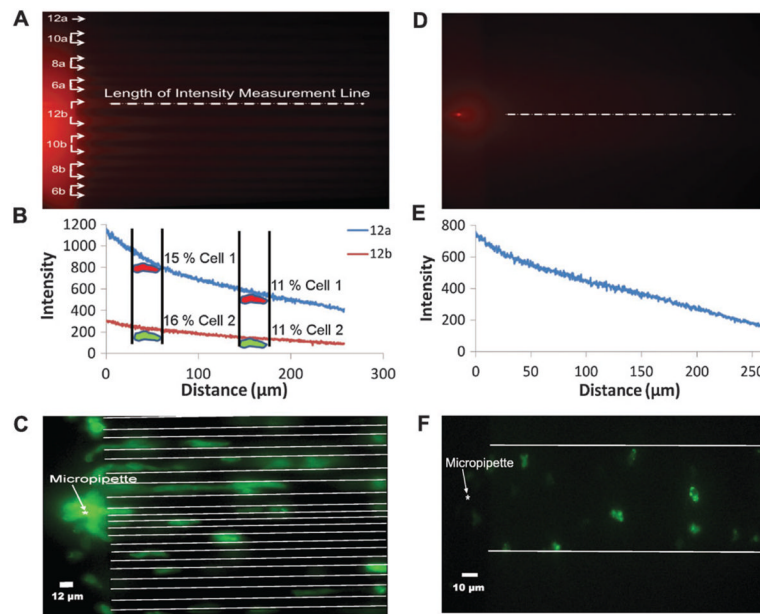 A
12a
10a
8a
6a
12b
10b
8b
6b
Length of Intensity Measurement Line
D
B
1200
1000
800
600
400
200
0
Intensity
0
100
200
300
Distance (µm)
12a
12b
15 % Cell 1
11 % Cell 1
16 % Cell 2
11 % Cell 2
E
800
600
400
200
0
Intensity
0
50
100
150
200
250
Distance (µm)
C
Micropipette
*
12 µm
F
Micropipette
*
10 µm